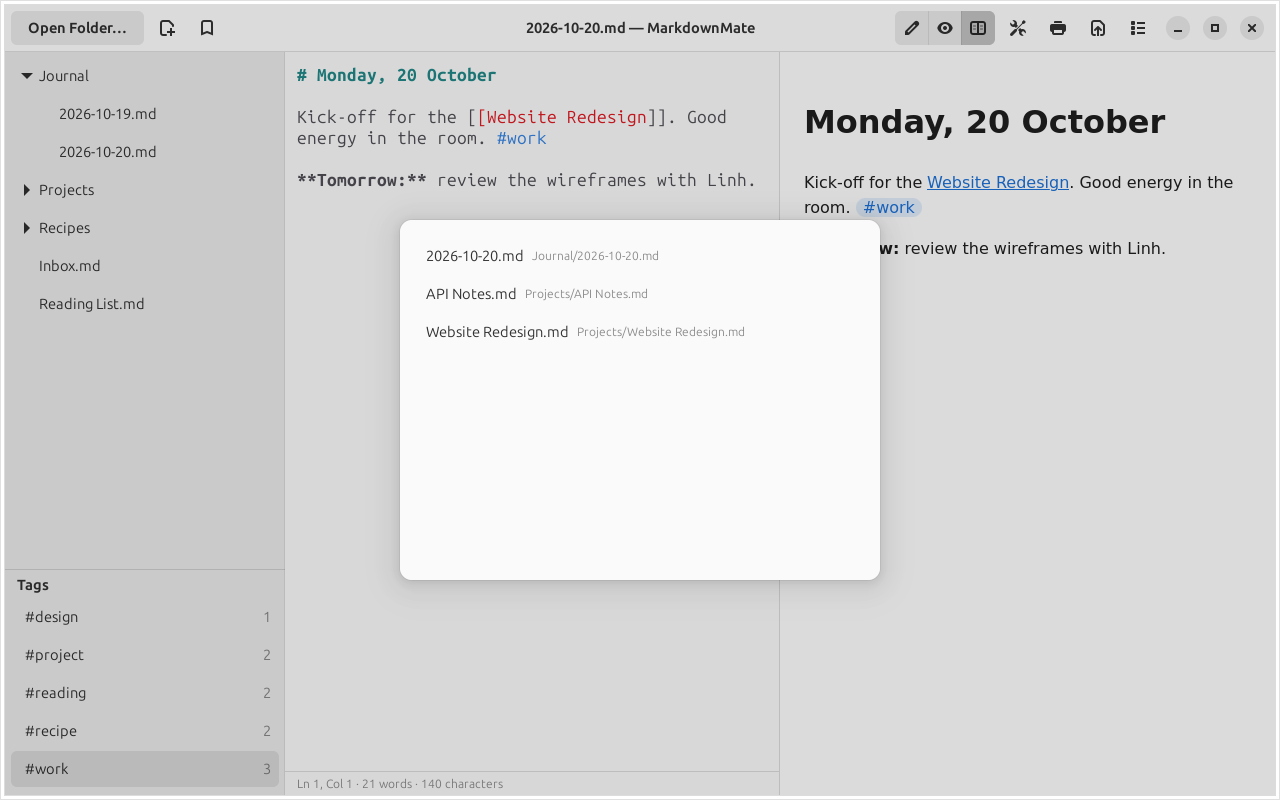 Open Folder...
2026-10-20.md — MarkdownMate
Journal
2026-10-19.md
2026-10-20.md
Projects
Recipes
Inbox.md
Reading List.md
Tags
#design 1
#project 2
#reading 2
#recipe 2
#work 3
# Monday, 20 October
Kick-off for the [[Website Redesign]]. Good
energy in the room. #work
**Tomorrow:** review the wireframes with Linh.
Ln 1, Col 1 · 21 words · 140 characters
Monday, 20 October
Kick-off for the Website Redesign. Good energy in the
room. #work
w: review the wireframes with Linh.
2026-10-20.md Journal/2026-10-20.md
API Notes.md Projects/API Notes.md
Website Redesign.md Projects/Website Redesign.md